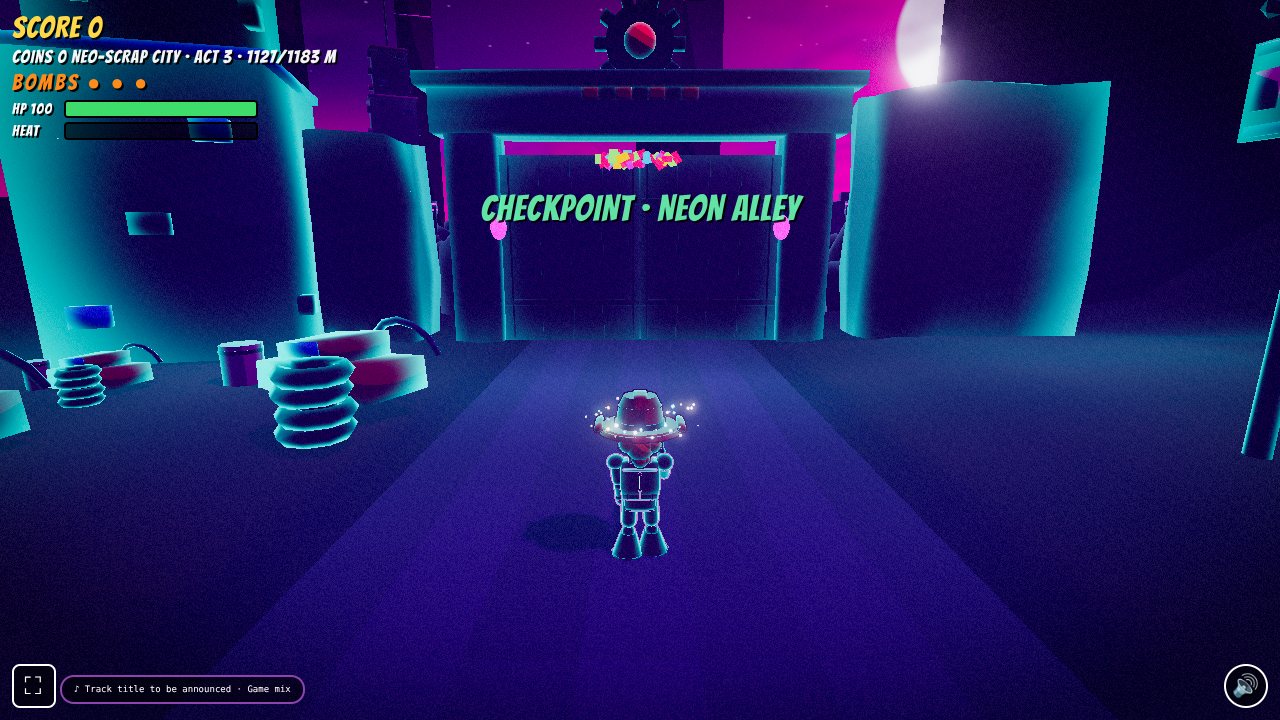 SCORE 0
COINS 0 NEO-SCRAP CITY · ACT 3 · 1127/1183 M
BOMBS
HP 100
HEAT
CHECKPOINT · NEON ALLEY
♪ Track title to be announced · Game mix